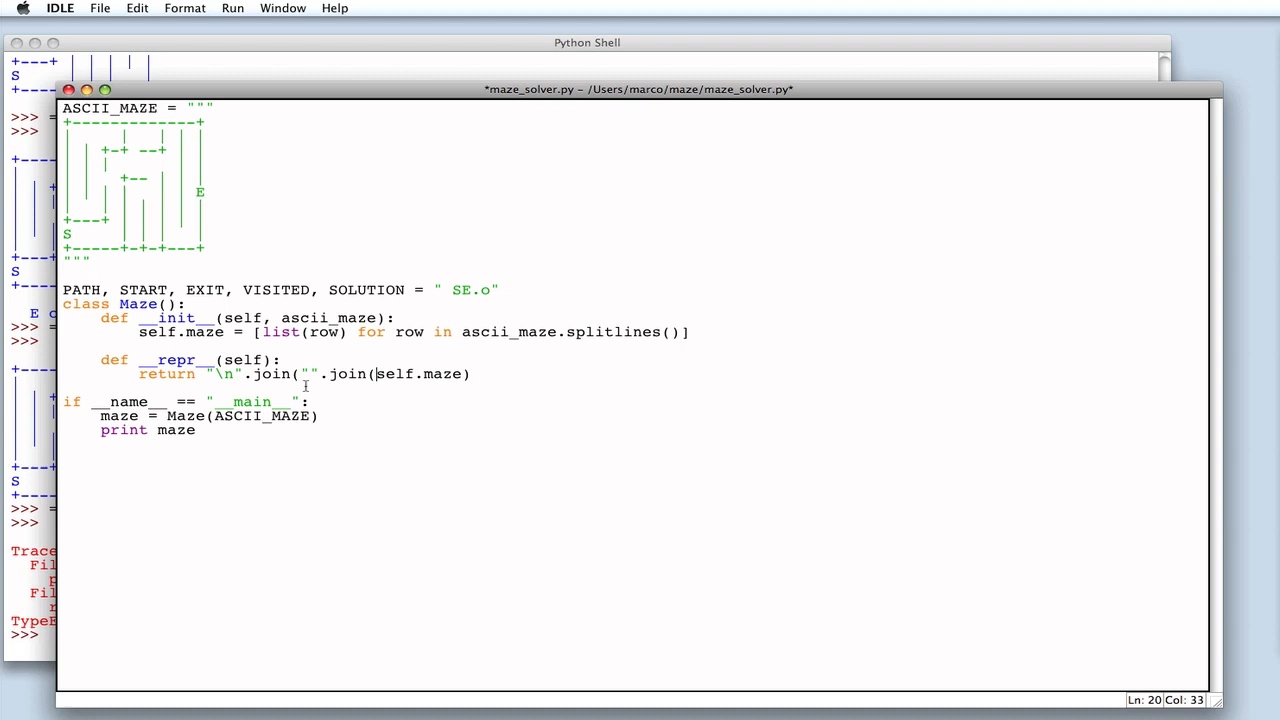 IDLE File Edit Format Run Window Help
Python Shell
+---+ | | | | |
S
+----
>>> =
>>>
+---
S
+----
E o
>>> =
>>>
+---
+---
S
+----
>>> =
>>>
Trace
Fil
p
Fil
r
TypeE
>>>
*maze_solver.py – /Users/marco/maze/maze_solver.py*
ASCII_MAZE = """
+-------------+
|     |   | | |
| | +-+ --+ | |
| | |       | |
| |   +-- | | |
| | | |   | | E
|   | | | | | |
+---+ | | | | |
S     | | |   |
+-----+-+-+---+
"""
PATH, START, EXIT, VISITED, SOLUTION = " SE.o"
class Maze():
    def __init__(self, ascii_maze):
        self.maze = [list(row) for row in ascii_maze.splitlines()]
    def __repr__(self):
        return "\n".join("".join(self.maze)
if __name__ == "__main__":
    maze = Maze(ASCII_MAZE)
    print maze
Ln: 20 Col: 33